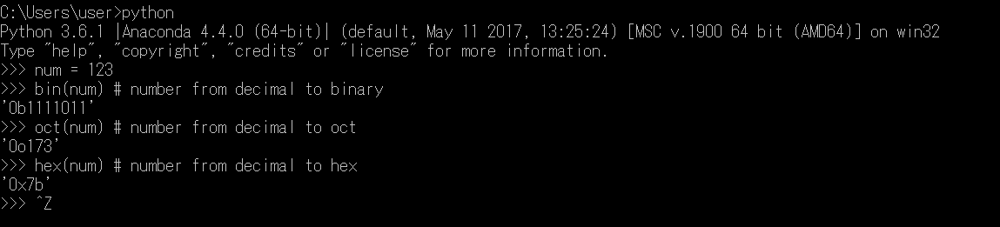 C:\Users\user>python
Python 3.6.1 |Anaconda 4.4.0 (64-bit)| (default, May 11 2017, 13:25:24) [MSC v.1900 64 bit (AMD64)] on win32
Type "help", "copyright", "credits" or "license" for more information.
>>> num = 123
>>> bin(num) # number from decimal to binary
'0b1111011'
>>> oct(num) # number from decimal to oct
'0o173'
>>> hex(num) # number from decimal to hex
'0x7b'
>>> ^Z